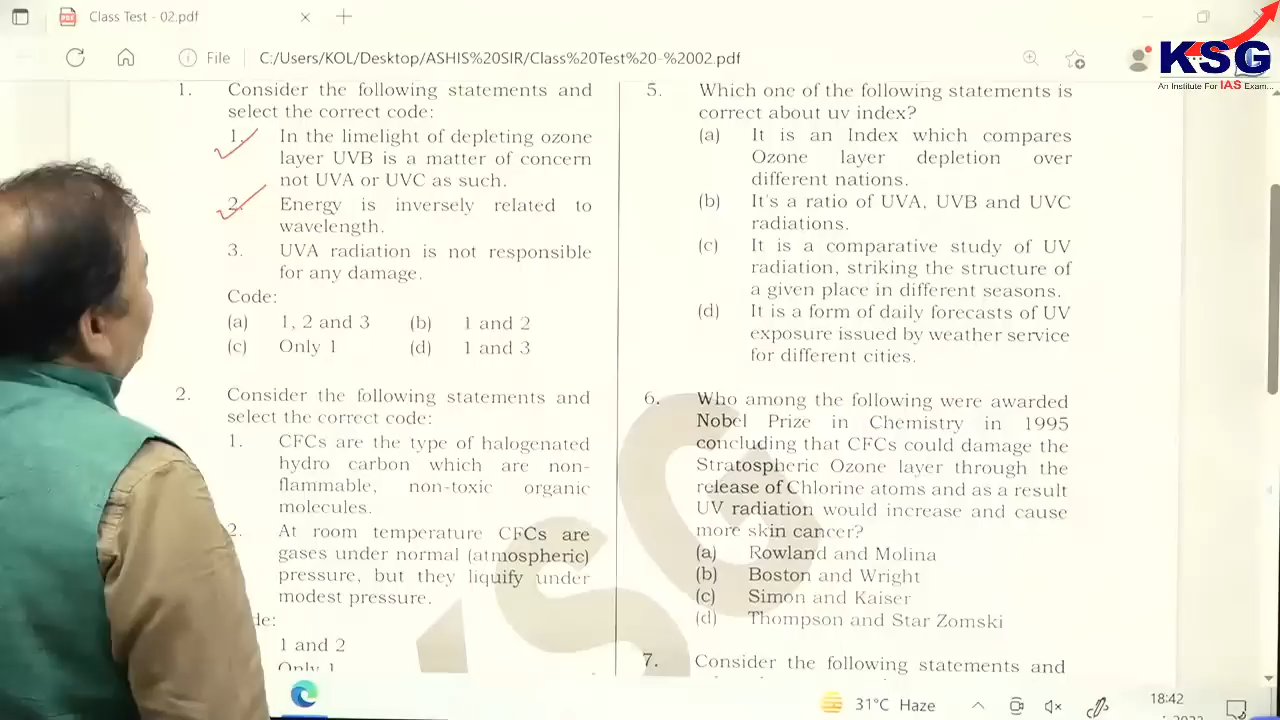 Class Test - 02.pdf
File C:/Users/KOL/Desktop/ASHIS%20SIR/Class%20Test%20-%2002.pdf
KSG
An Institute For IAS Exam...
1. Consider the following statements and
select the correct code:
1. In the limelight of depleting ozone
layer UVB is a matter of concern
not UVA or UVC as such.
2. Energy is inversely related to
wavelength.
3. UVA radiation is not responsible
for any damage.
Code:
(a) 1, 2 and 3 (b) 1 and 2
(c) Only 1 (d) 1 and 3
2. Consider the following statements and
select the correct code:
1. CFCs are the type of halogenated
hydro carbon which are non-
flammable, non-toxic organic
molecules.
2. At room temperature CFCs are
gases under normal (atmospheric)
pressure, but they liquify under
modest pressure.
de:
1 and 2
Only 1
5. Which one of the following statements is
correct about uv index?
(a) It is an Index which compares
Ozone layer depletion over
different nations.
(b) It's a ratio of UVA, UVB and UVC
radiations.
(c) It is a comparative study of UV
radiation, striking the structure of
a given place in different seasons.
(d) It is a form of daily forecasts of UV
exposure issued by weather service
for different cities.
6. Who among the following were awarded
Nobel Prize in Chemistry in 1995
concluding that CFCs could damage the
Stratospheric Ozone layer through the
release of Chlorine atoms and as a result
UV radiation would increase and cause
more skin cancer?
(a) Rowland and Molina
(b) Boston and Wright
(c) Simon and Kaiser
(d) Thompson and Star Zomski
7. Consider the following statements and
31°C Haze
18:42